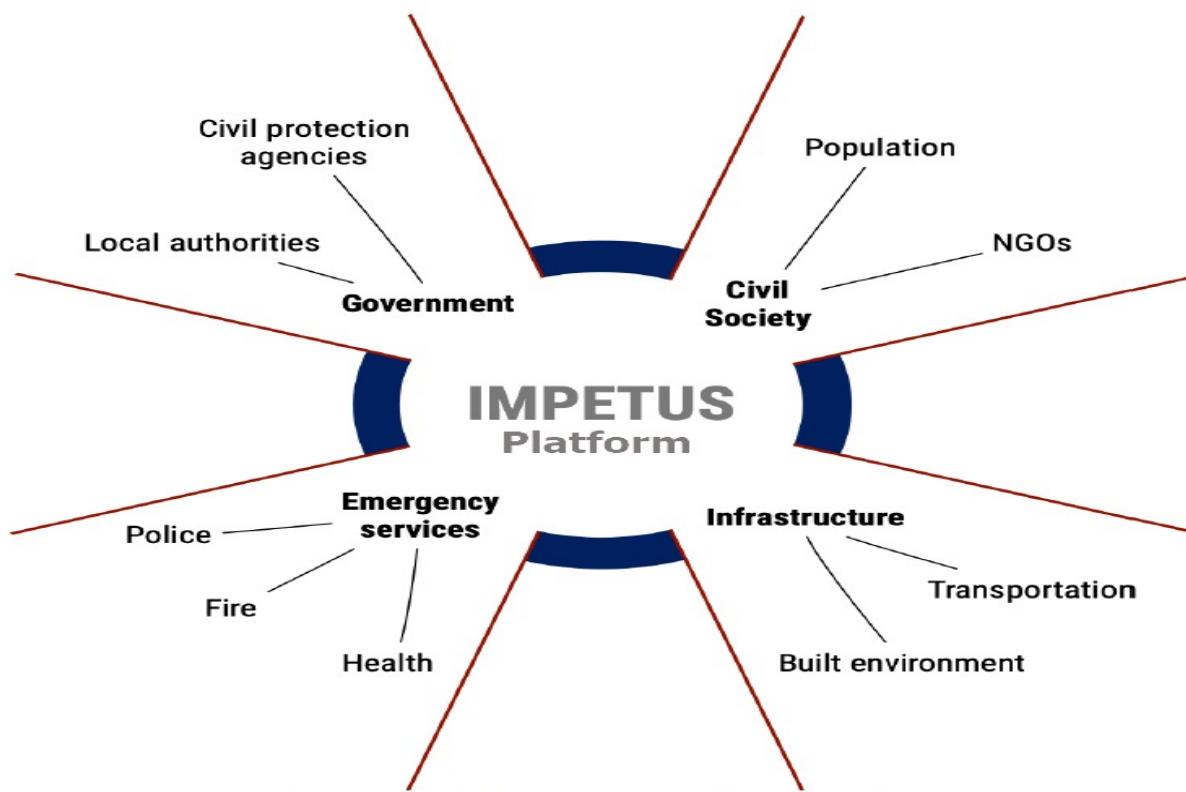 Civil protection
agencies
Local authorities
Government
Population
NGOs
Civil
Society
IMPETUS
Platform
Emergency
services
Police
Fire
Health
Infrastructure
Transportation
Built environment